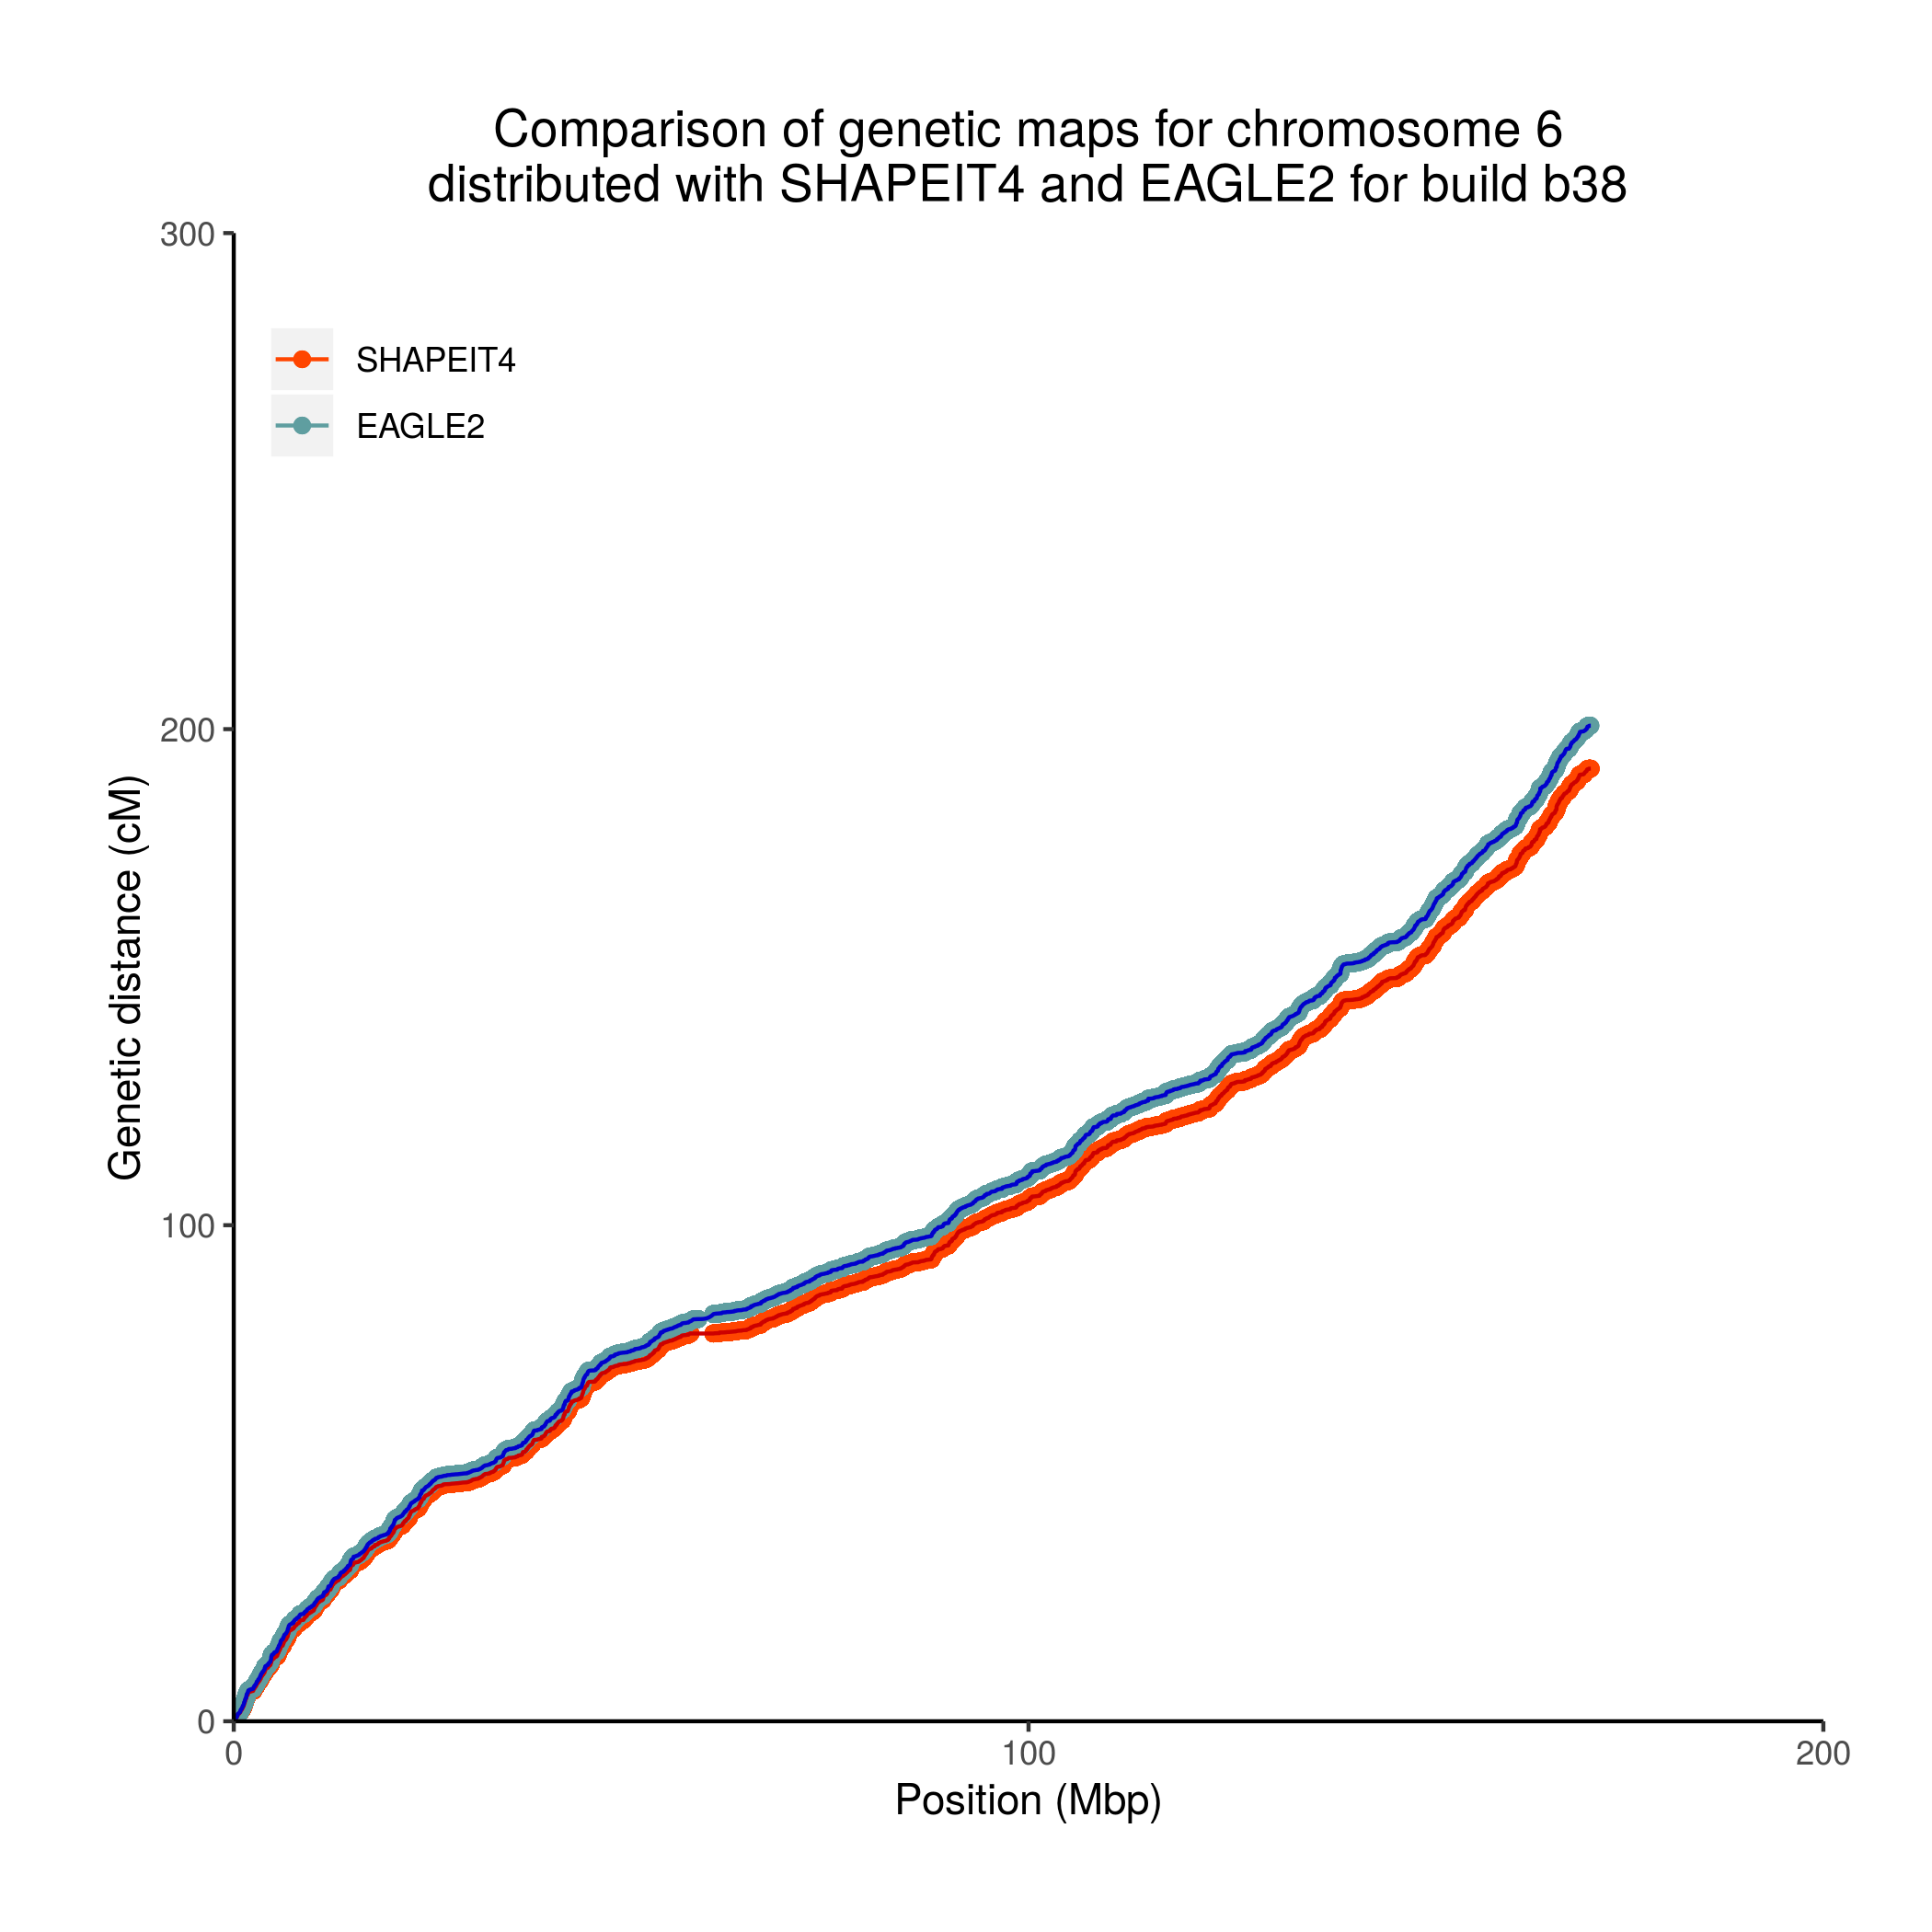 Comparison of genetic maps for chromosome 6
distributed with SHAPEIT4 and EAGLE2 for build b38
300
SHAPEIT4
EAGLE2
200
Genetic distance (cM)
100
0
0 100 200
Position (Mbp)